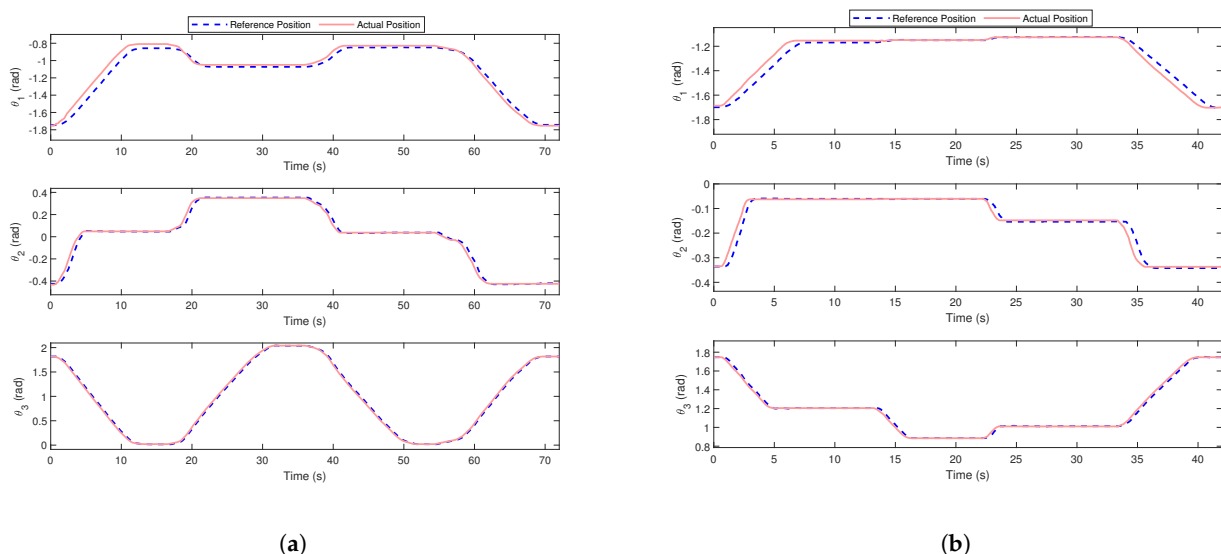 Reference Position Actual Position
-0.8
-1
-1.2
-1.4
-1.6
-1.8
θ1 (rad)
0 10 20 30 40 50 60 70
Time (s)
0.4
0.2
0
-0.2
-0.4
θ2 (rad)
0 10 20 30 40 50 60 70
Time (s)
2
1.5
1
0.5
0
θ3 (rad)
0 10 20 30 40 50 60 70
Time (s)
(a)
Reference Position Actual Position
-1.2
-1.4
-1.6
-1.8
θ1 (rad)
0 5 10 15 20 25 30 35 40
Time (s)
0
-0.1
-0.2
-0.3
-0.4
θ2 (rad)
0 5 10 15 20 25 30 35 40
Time (s)
1.8
1.6
1.4
1.2
1
0.8
θ3 (rad)
0 5 10 15 20 25 30 35 40
Time (s)
(b)